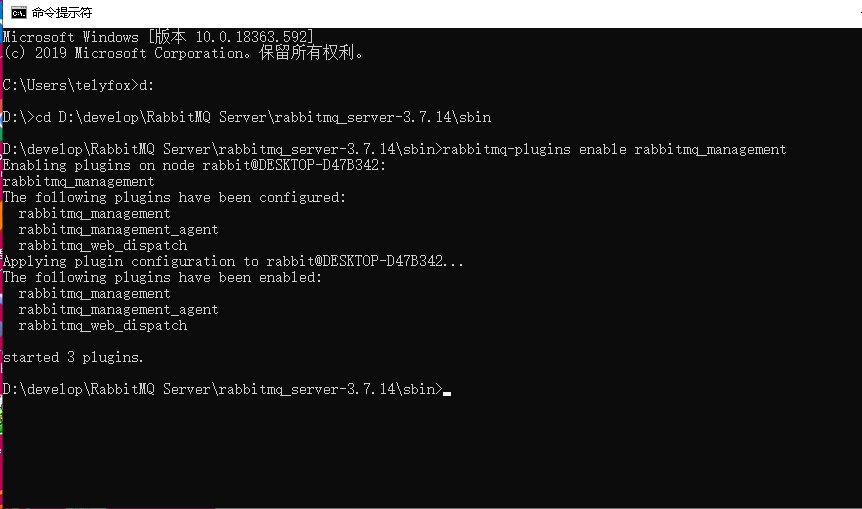 命令提示符
Microsoft Windows [版本 10.0.18363.592]
(c) 2019 Microsoft Corporation。保留所有权利。
C:\Users\telyfox>d:
D:\>cd D:\develop\RabbitMQ Server\rabbitmq_server-3.7.14\sbin
D:\develop\RabbitMQ Server\rabbitmq_server-3.7.14\sbin>rabbitmq-plugins enable rabbitmq_management
Enabling plugins on node rabbit@DESKTOP-D47B342:
rabbitmq_management
The following plugins have been configured:
  rabbitmq_management
  rabbitmq_management_agent
  rabbitmq_web_dispatch
Applying plugin configuration to rabbit@DESKTOP-D47B342...
The following plugins have been enabled:
  rabbitmq_management
  rabbitmq_management_agent
  rabbitmq_web_dispatch
started 3 plugins.
D:\develop\RabbitMQ Server\rabbitmq_server-3.7.14\sbin>